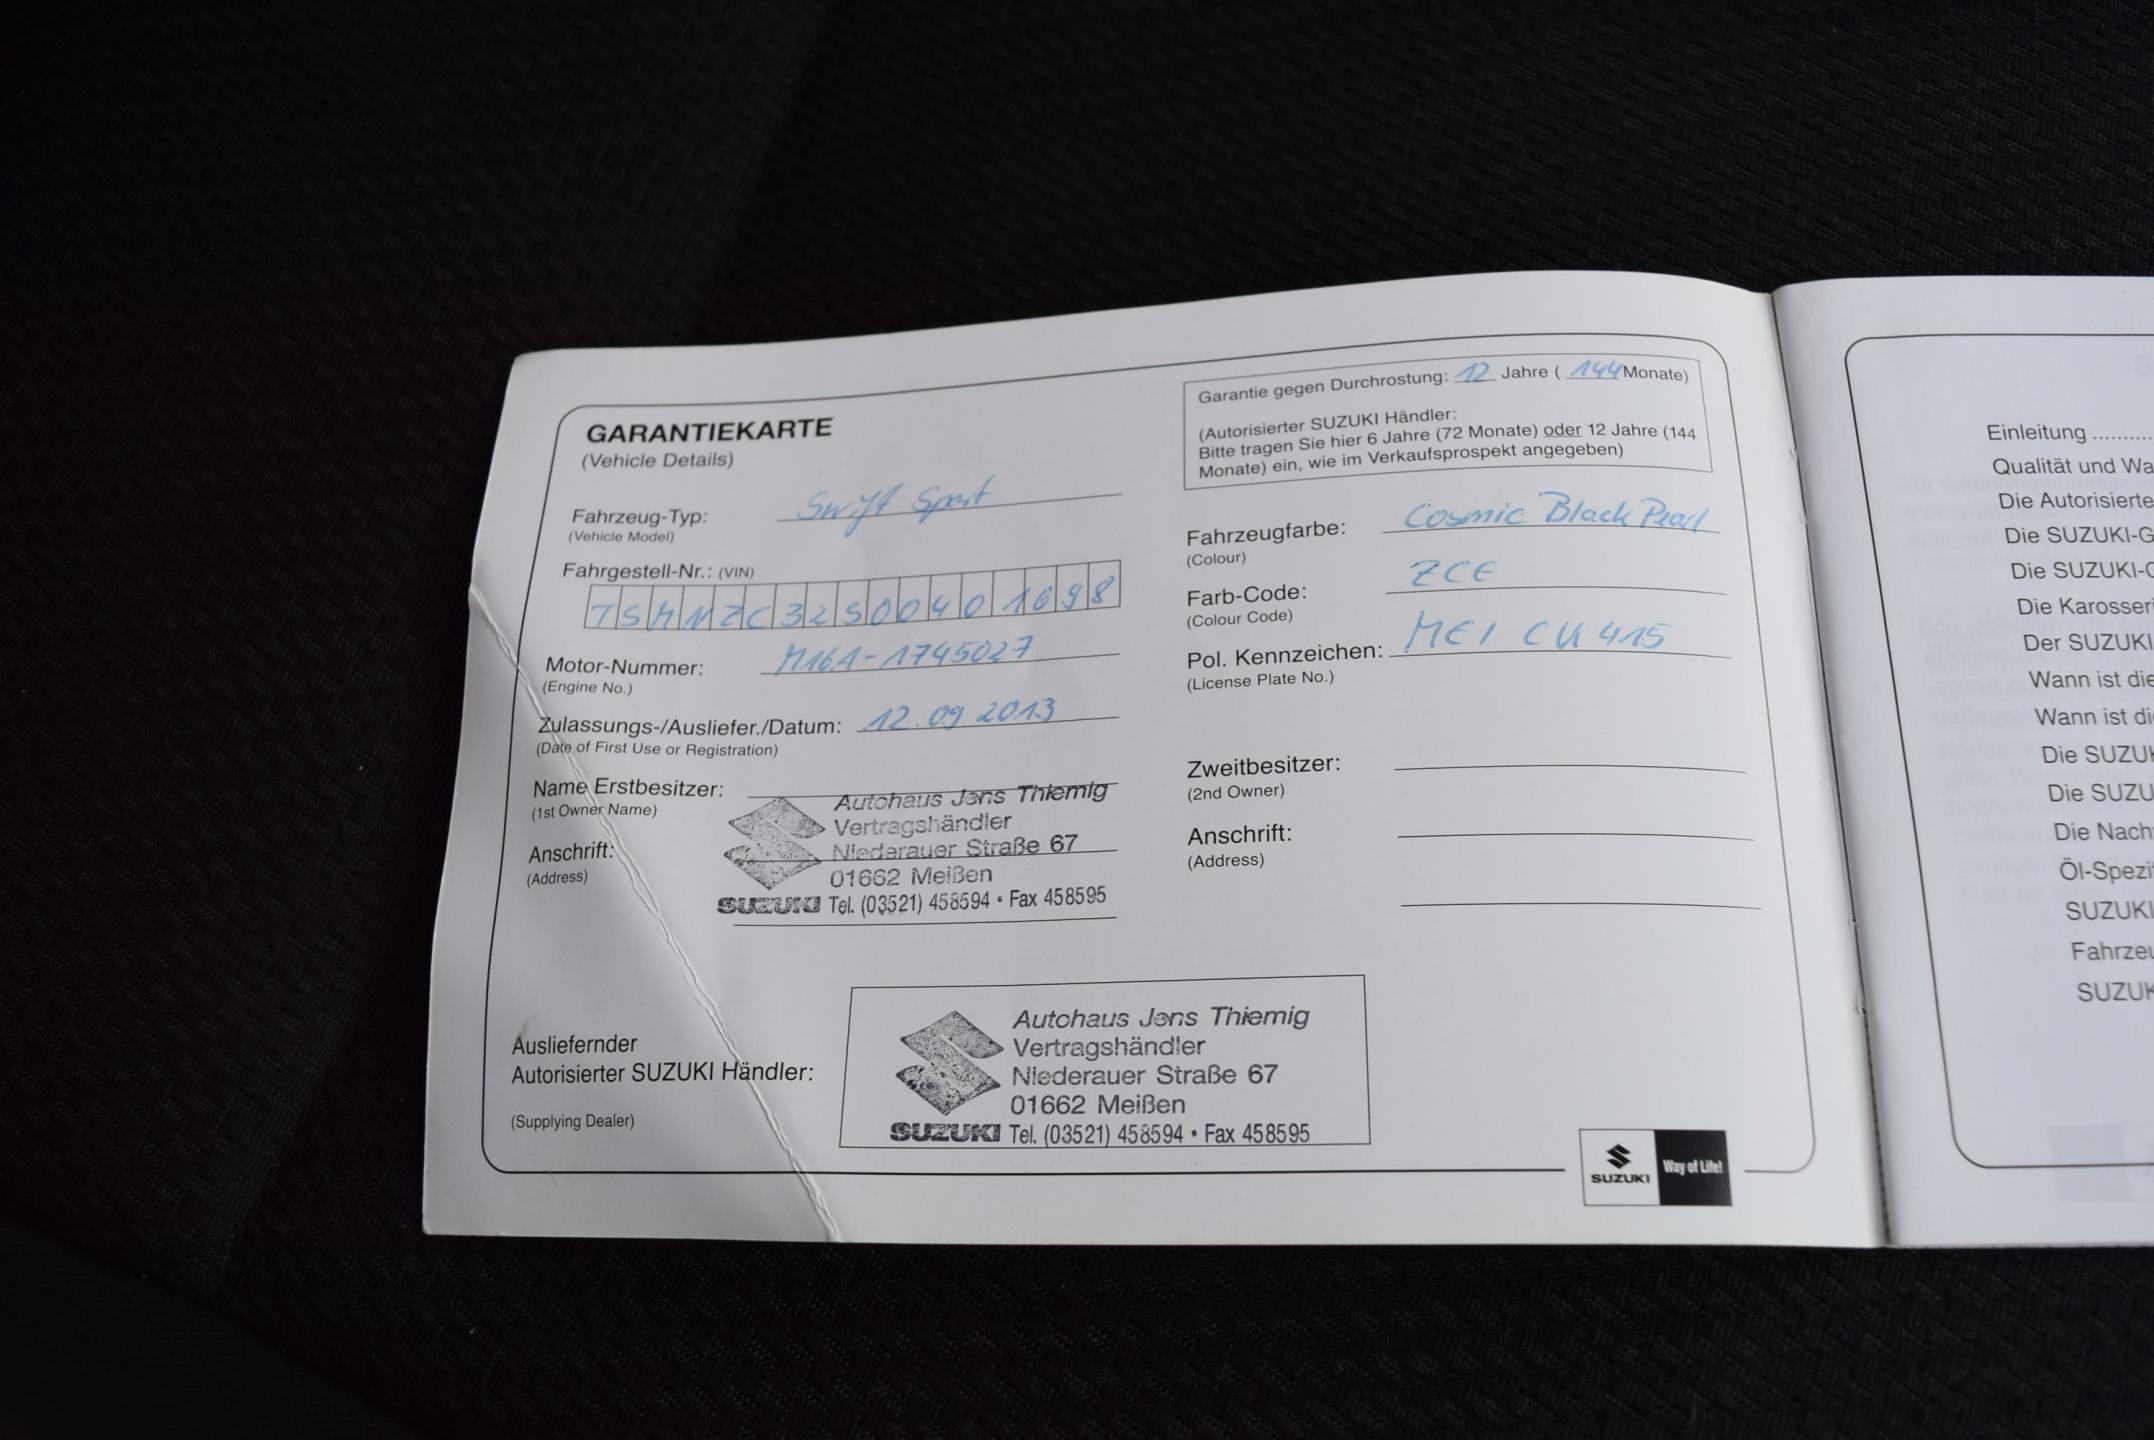 GARANTIEKARTE
(Vehicle Details)
Fahrzeug-Typ: Swift Sport
(Vehicle Model)
Fahrgestell-Nr.: (VIN)
TSMNZC32S00401698
Motor-Nummer: M16A-1745027
(Engine No.)
Zulassungs-/Ausliefer./Datum: 12.09 2013
(Date of First Use or Registration)
Name Erstbesitzer:
(1st Owner Name)
Anschrift:
(Address)
Autohaus Jens Thiemig
Vertragshändler
Niederauer Straße 67
01662 Meißen
SUZUKI Tel. (03521) 458594 • Fax 458595
Ausliefernder
Autorisierter SUZUKI Händler:
(Supplying Dealer)
Autohaus Jens Thiemig
Vertragshändler
Niederauer Straße 67
01662 Meißen
SUZUKI Tel. (03521) 458594 • Fax 458595
Garantie gegen Durchrostung: 12 Jahre ( 144 Monate)
(Autorisierter SUZUKI Händler:
Bitte tragen Sie hier 6 Jahre (72 Monate) oder 12 Jahre (144
Monate) ein, wie im Verkaufsprospekt angegeben)
Fahrzeugfarbe: Cosmic Black Pearl
(Colour)
Farb-Code: ZCE
(Colour Code)
Pol. Kennzeichen: MEI CU 415
(License Plate No.)
Zweitbesitzer:
(2nd Owner)
Anschrift:
(Address)
SUZUKI Way of Life!
Einleitung ..........
Qualität und Wa
Die Autorisierte
Die SUZUKI-G
Die SUZUKI-G
Die Karosseri
Der SUZUKI
Wann ist die
Wann ist di
Die SUZUK
Die SUZU
Die Nach
Öl-Spezi
SUZUKI
Fahrzeu
SUZUK